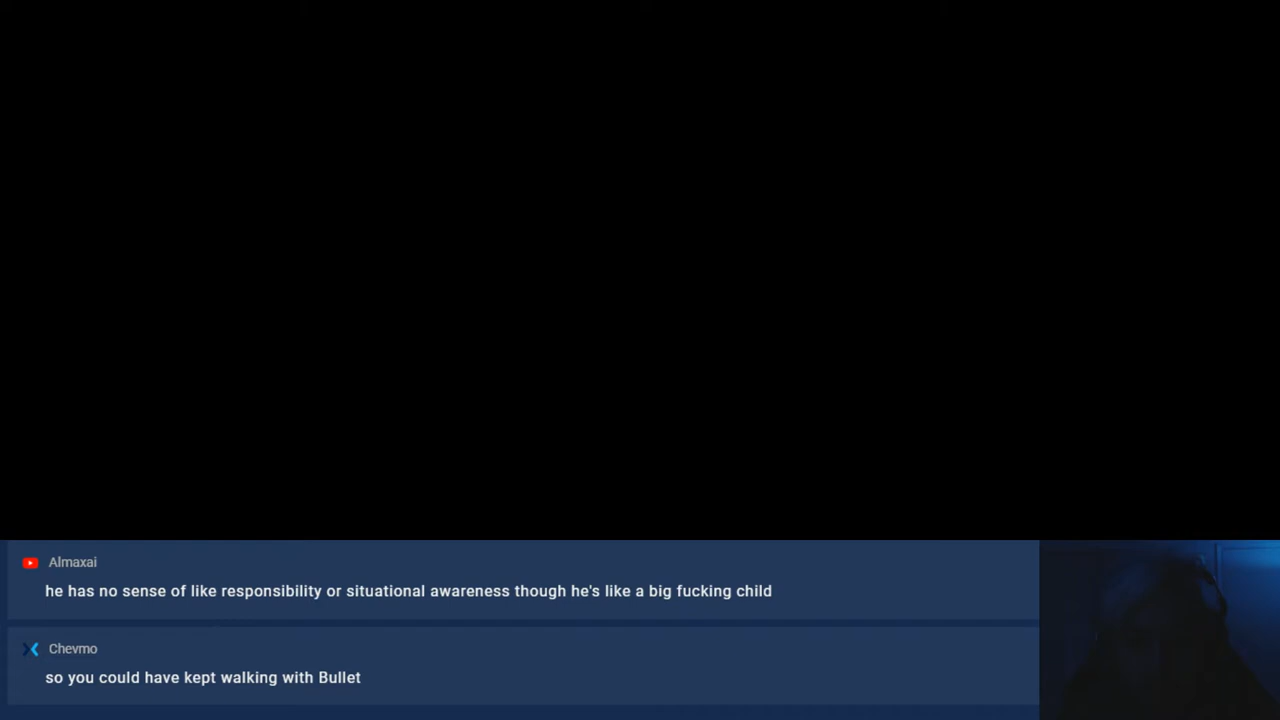 Almaxai
he has no sense of like responsibility or situational awareness though he's like a big fucking child
Chevmo
so you could have kept walking with Bullet